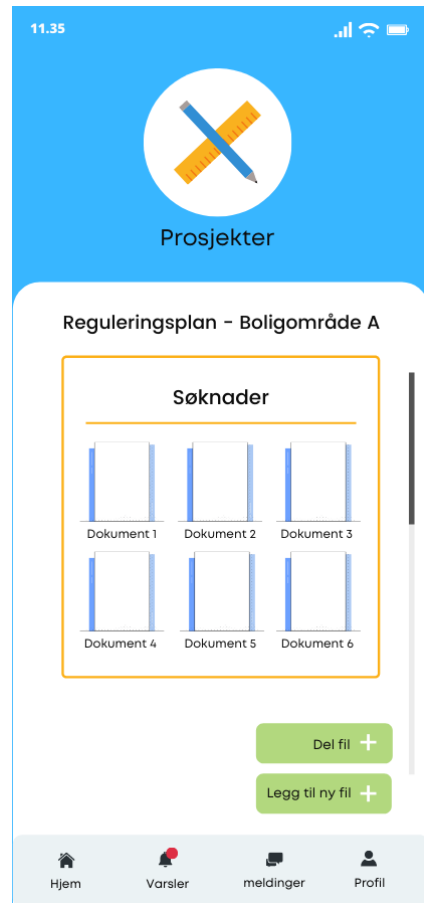 11.35
Prosjekter
Reguleringsplan - Boligområde A
Søknader
Dokument 1 Dokument 2 Dokument 3
Dokument 4 Dokument 5 Dokument 6
Del fil +
Legg til ny fil +
Hjem Varsler meldinger Profil